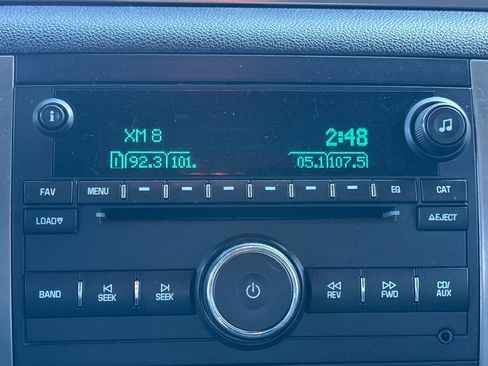 XM 8 2:48
1 92.3 101. 05.1 107.5
FAV MENU EQ CAT
LOAD EJECT
BAND SEEK SEEK REV FWD CD/
AUX